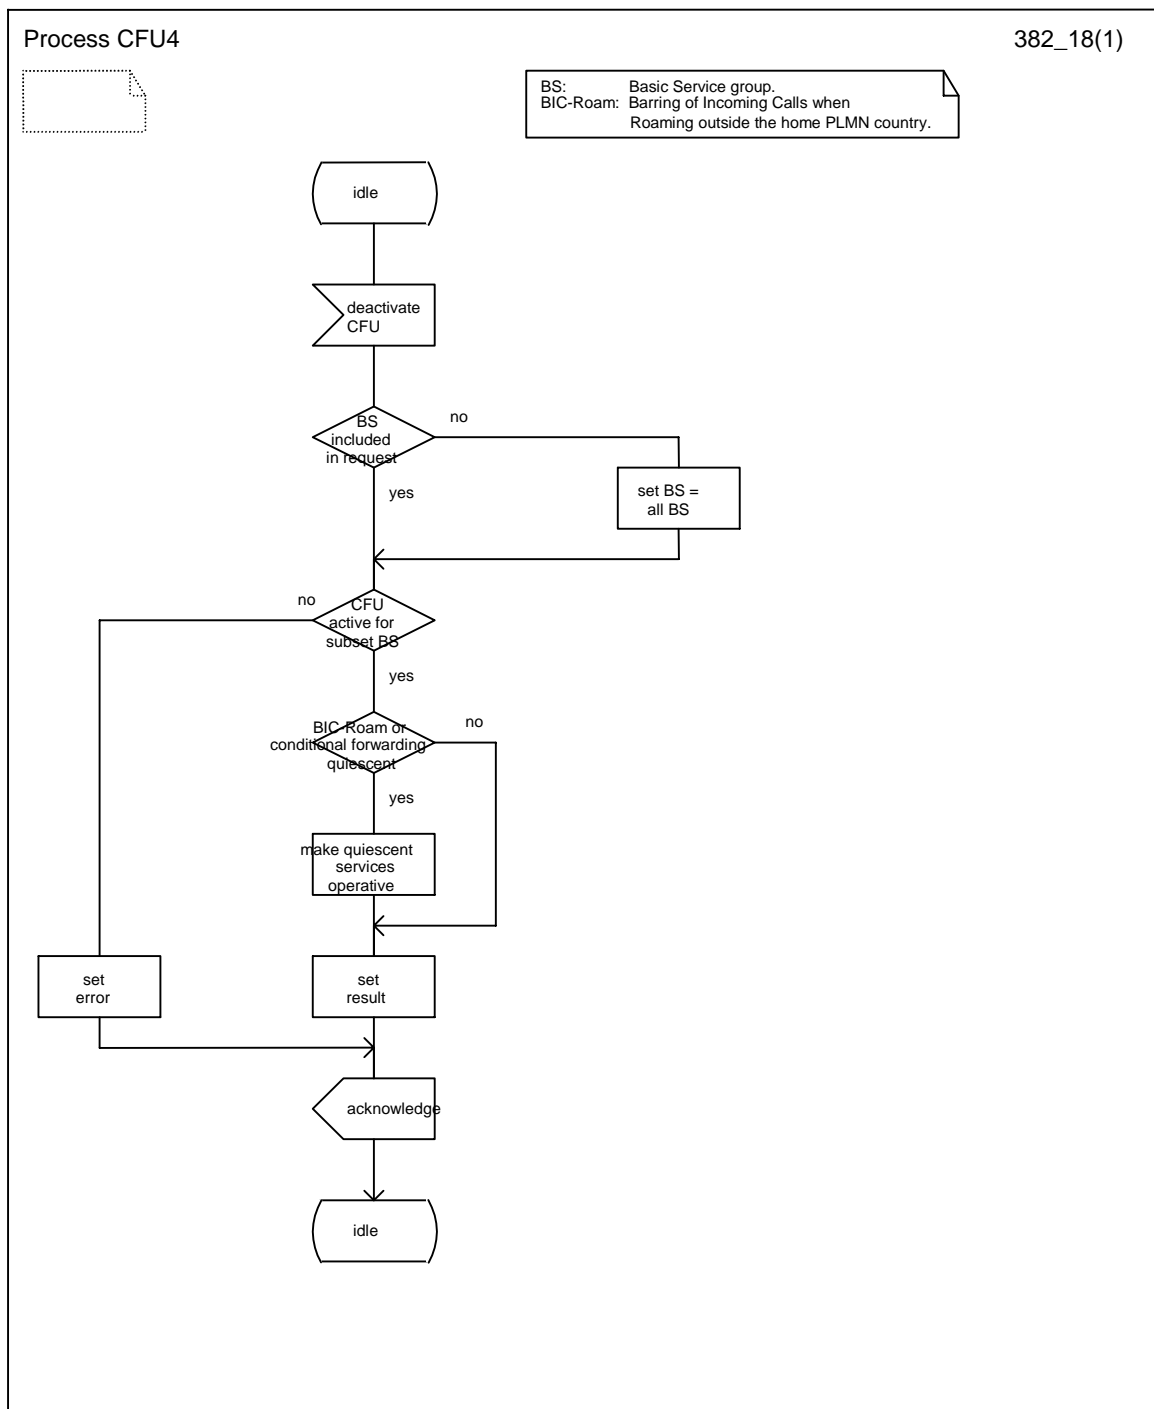 Process CFU4
382_18(1)
BS: Basic Service group.
BIC-Roam: Barring of Incoming Calls when
Roaming outside the home PLMN country.
idle
deactivate
CFU
BS
included
in request
no
yes
set BS =
all BS
CFU
active for
subset BS
no
yes
BIC-Roam or
conditional forwarding
quiescent
no
yes
make quiescent
services
operative
set
error
set
result
acknowledge
idle